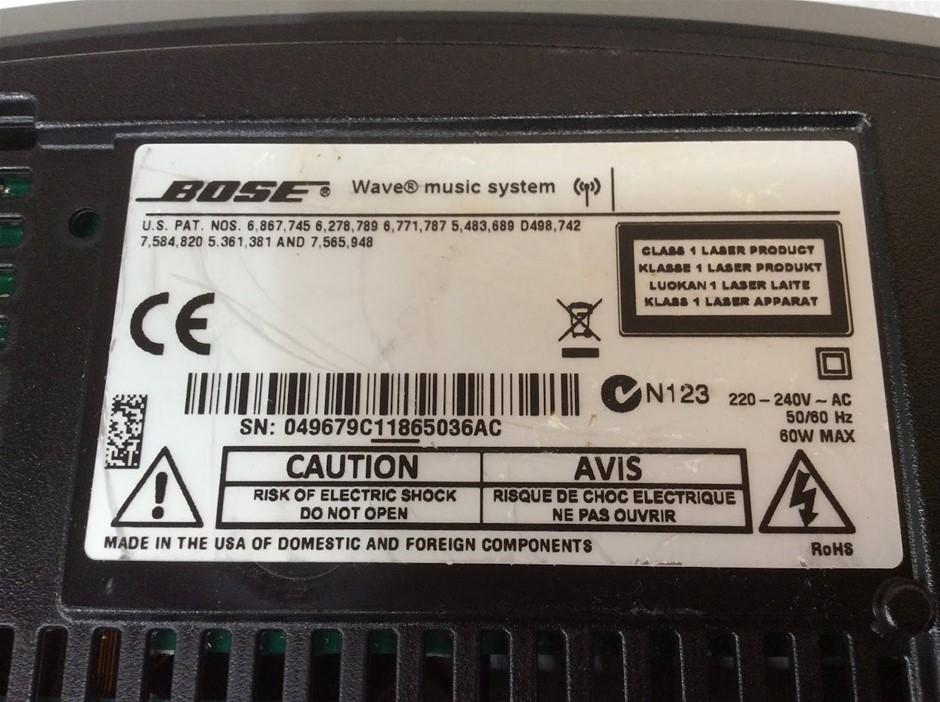 BOSE® Wave® music system
U.S. PAT. NOS. 6,867,745 6,278,789 6,771,787 5,483,689 D498,742
7,584,820 5.361,381 AND 7,565,948
CLASS 1 LASER PRODUCT
KLASSE 1 LASER PRODUKT
LUOKAN 1 LASER LAITE
KLASS 1 LASER APPARAT
CE
N123
220-240V ~ AC
50/60 Hz
60W MAX
SN: 049679C11865036AC
CAUTION
RISK OF ELECTRIC SHOCK
DO NOT OPEN
AVIS
RISQUE DE CHOC ELECTRIQUE
NE PAS OUVRIR
MADE IN THE USA OF DOMESTIC AND FOREIGN COMPONENTS
RoHS